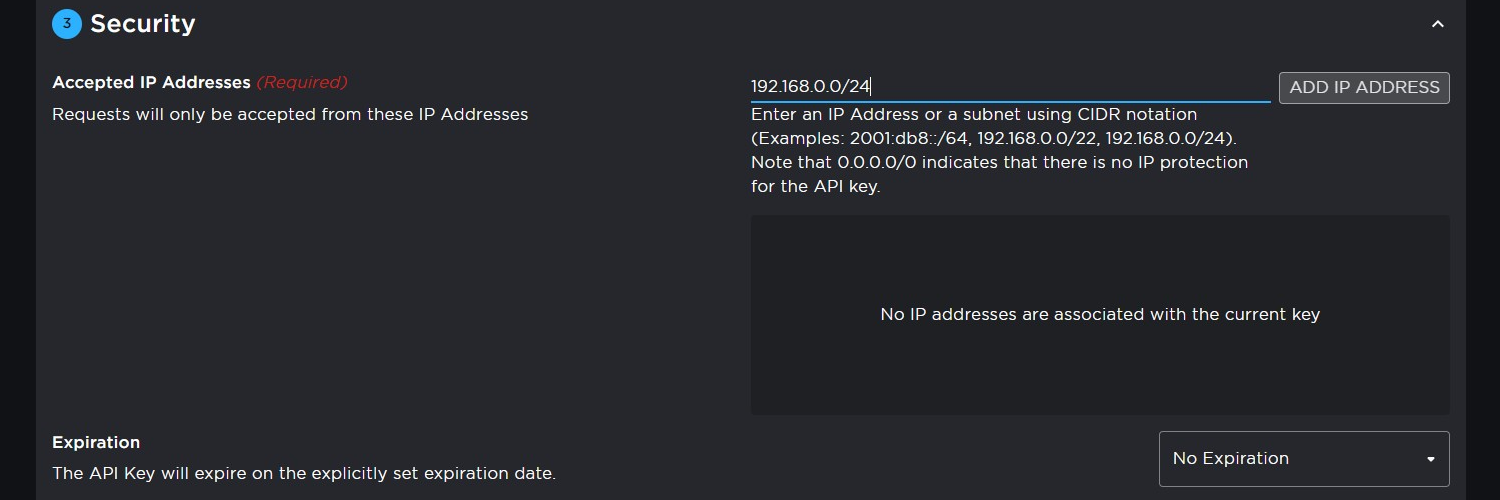 3 Security
Accepted IP Addresses (Required)
Requests will only be accepted from these IP Addresses
192.168.0.0/24
ADD IP ADDRESS
Enter an IP Address or a subnet using CIDR notation
(Examples: 2001:db8::/64, 192.168.0.0/22, 192.168.0.0/24).
Note that 0.0.0.0/0 indicates that there is no IP protection
for the API key.
No IP addresses are associated with the current key
Expiration
The API Key will expire on the explicitly set expiration date.
No Expiration